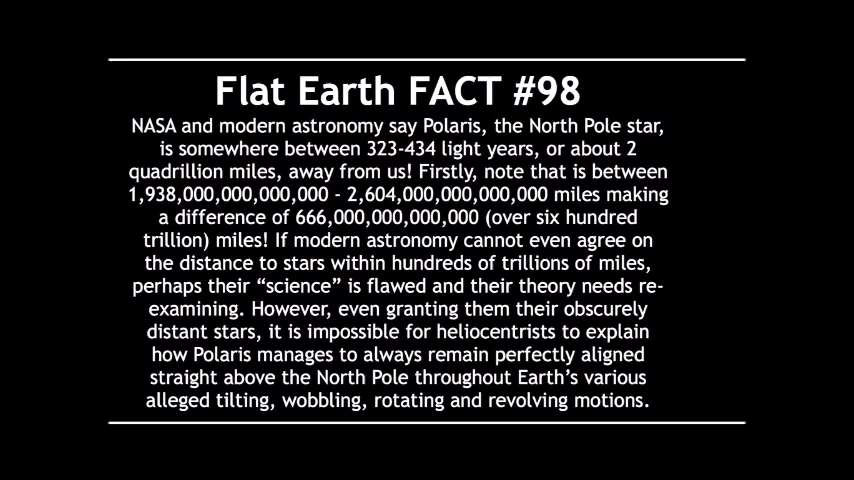 Flat Earth FACT #98
NASA and modern astronomy say Polaris, the North Pole star,
is somewhere between 323-434 light years, or about 2
quadrillion miles, away from us! Firstly, note that is between
1,938,000,000,000,000 - 2,604,000,000,000,000 miles making
a difference of 666,000,000,000,000 (over six hundred
trillion) miles! If modern astronomy cannot even agree on
the distance to stars within hundreds of trillions of miles,
perhaps their “science” is flawed and their theory needs re-
examining. However, even granting them their obscurely
distant stars, it is impossible for heliocentrists to explain
how Polaris manages to always remain perfectly aligned
straight above the North Pole throughout Earth’s various
alleged tilting, wobbling, rotating and revolving motions.